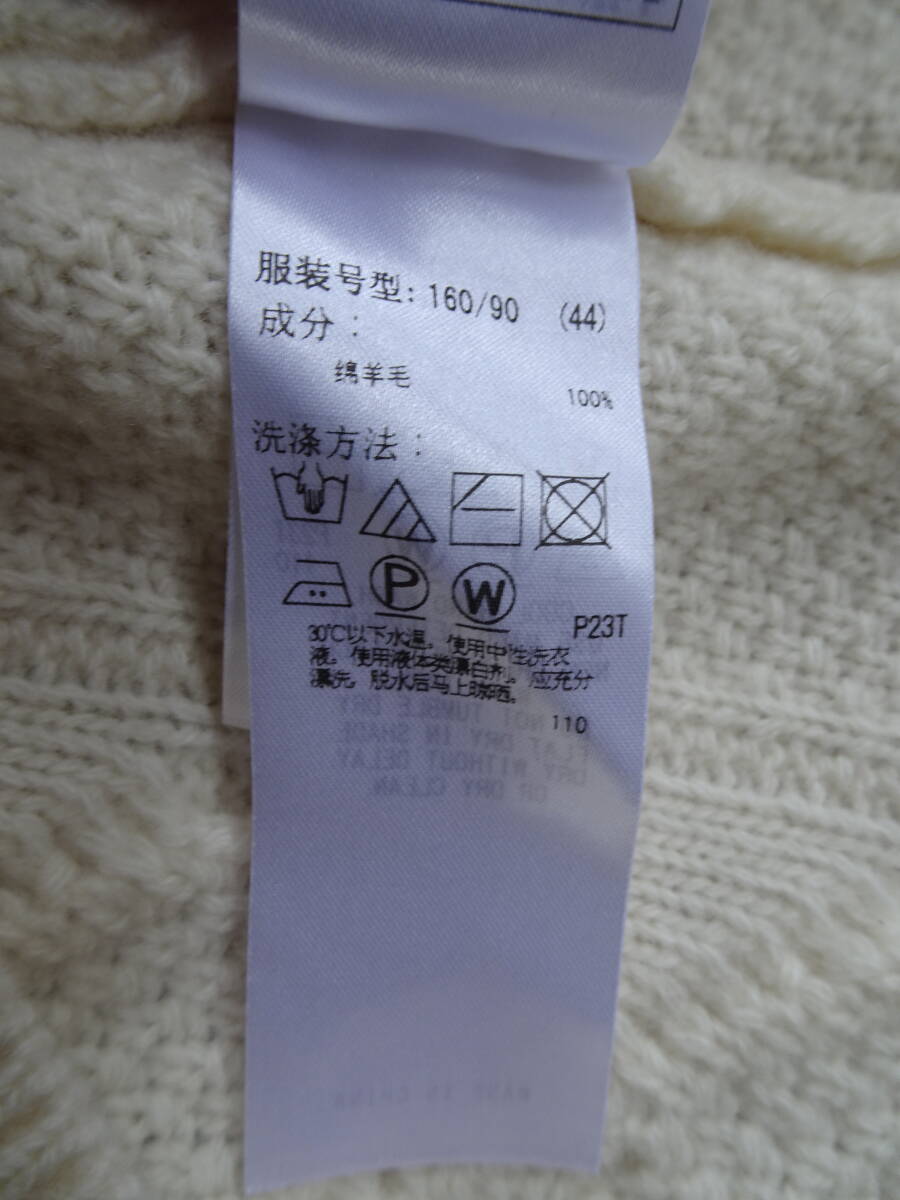 服装号型: 160/90 (44)
成分:
绵羊毛 100%
洗涤方法:
P W P23T
30℃以下水温，使用中性洗衣
液，使用液体类漂白剂。应充分
漂洗，脱水后马上晾晒。
110
NOT TUMBLE DRY
FLAT DRY IN SHADE
DRY WITHOUT DELAY
OR DRY CLEAN
MADE IN CHINA